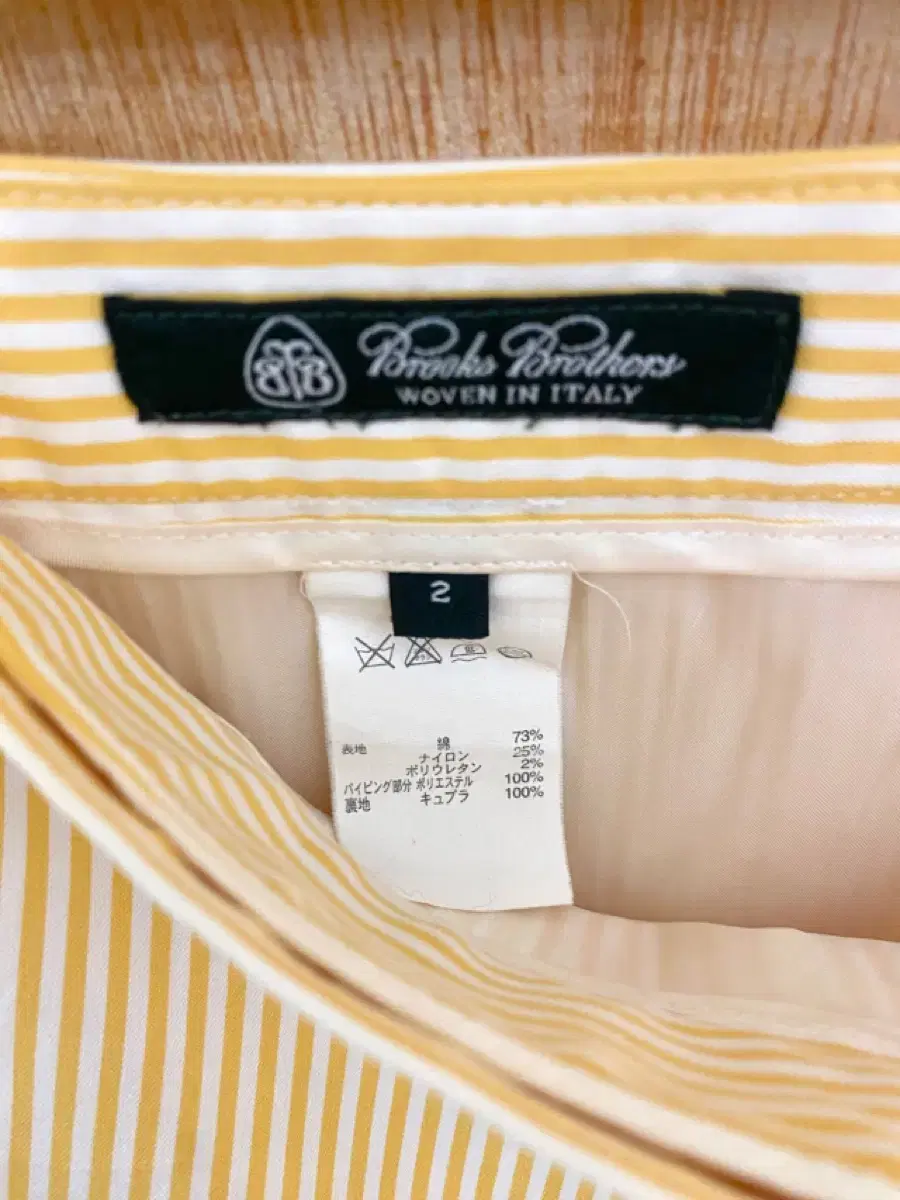 Brooks Brothers
WOVEN IN ITALY
2
表地 綿 73%
ナイロン 25%
ポリウレタン 2%
パイピング部分 ポリエステル 100%
裏地 キュプラ 100%